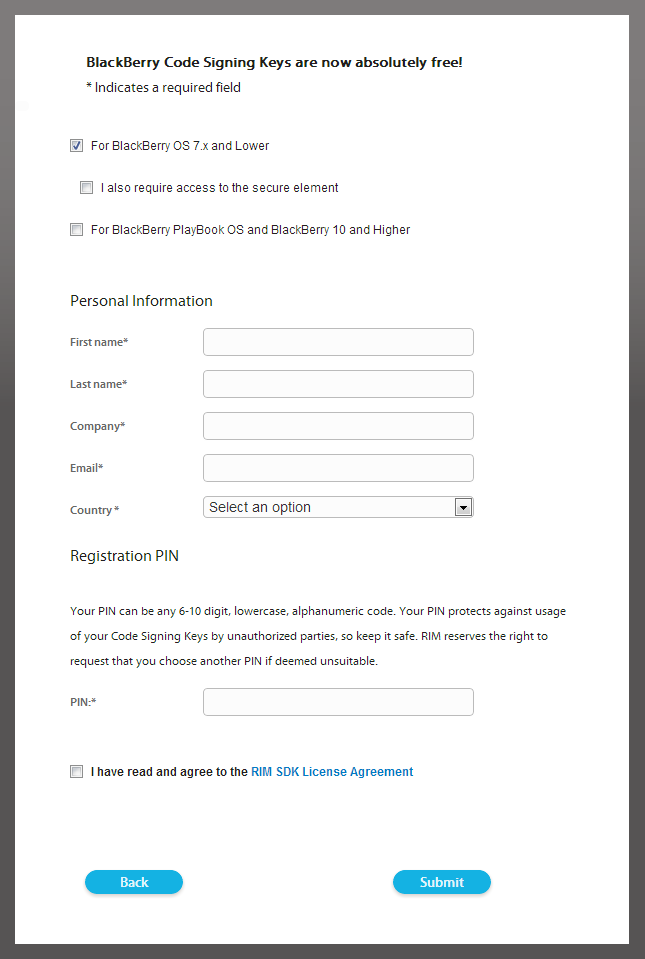 BlackBerry Code Signing Keys are now absolutely free!
* Indicates a required field
For BlackBerry OS 7.x and Lower
I also require access to the secure element
For BlackBerry PlayBook OS and BlackBerry 10 and Higher
Personal Information
First name*
Last name*
Company*
Email*
Country * Select an option
Registration PIN
Your PIN can be any 6-10 digit, lowercase, alphanumeric code. Your PIN protects against usage
of your Code Signing Keys by unauthorized parties, so keep it safe. RIM reserves the right to
request that you choose another PIN if deemed unsuitable.
PIN:*
I have read and agree to the RIM SDK License Agreement
Back Submit